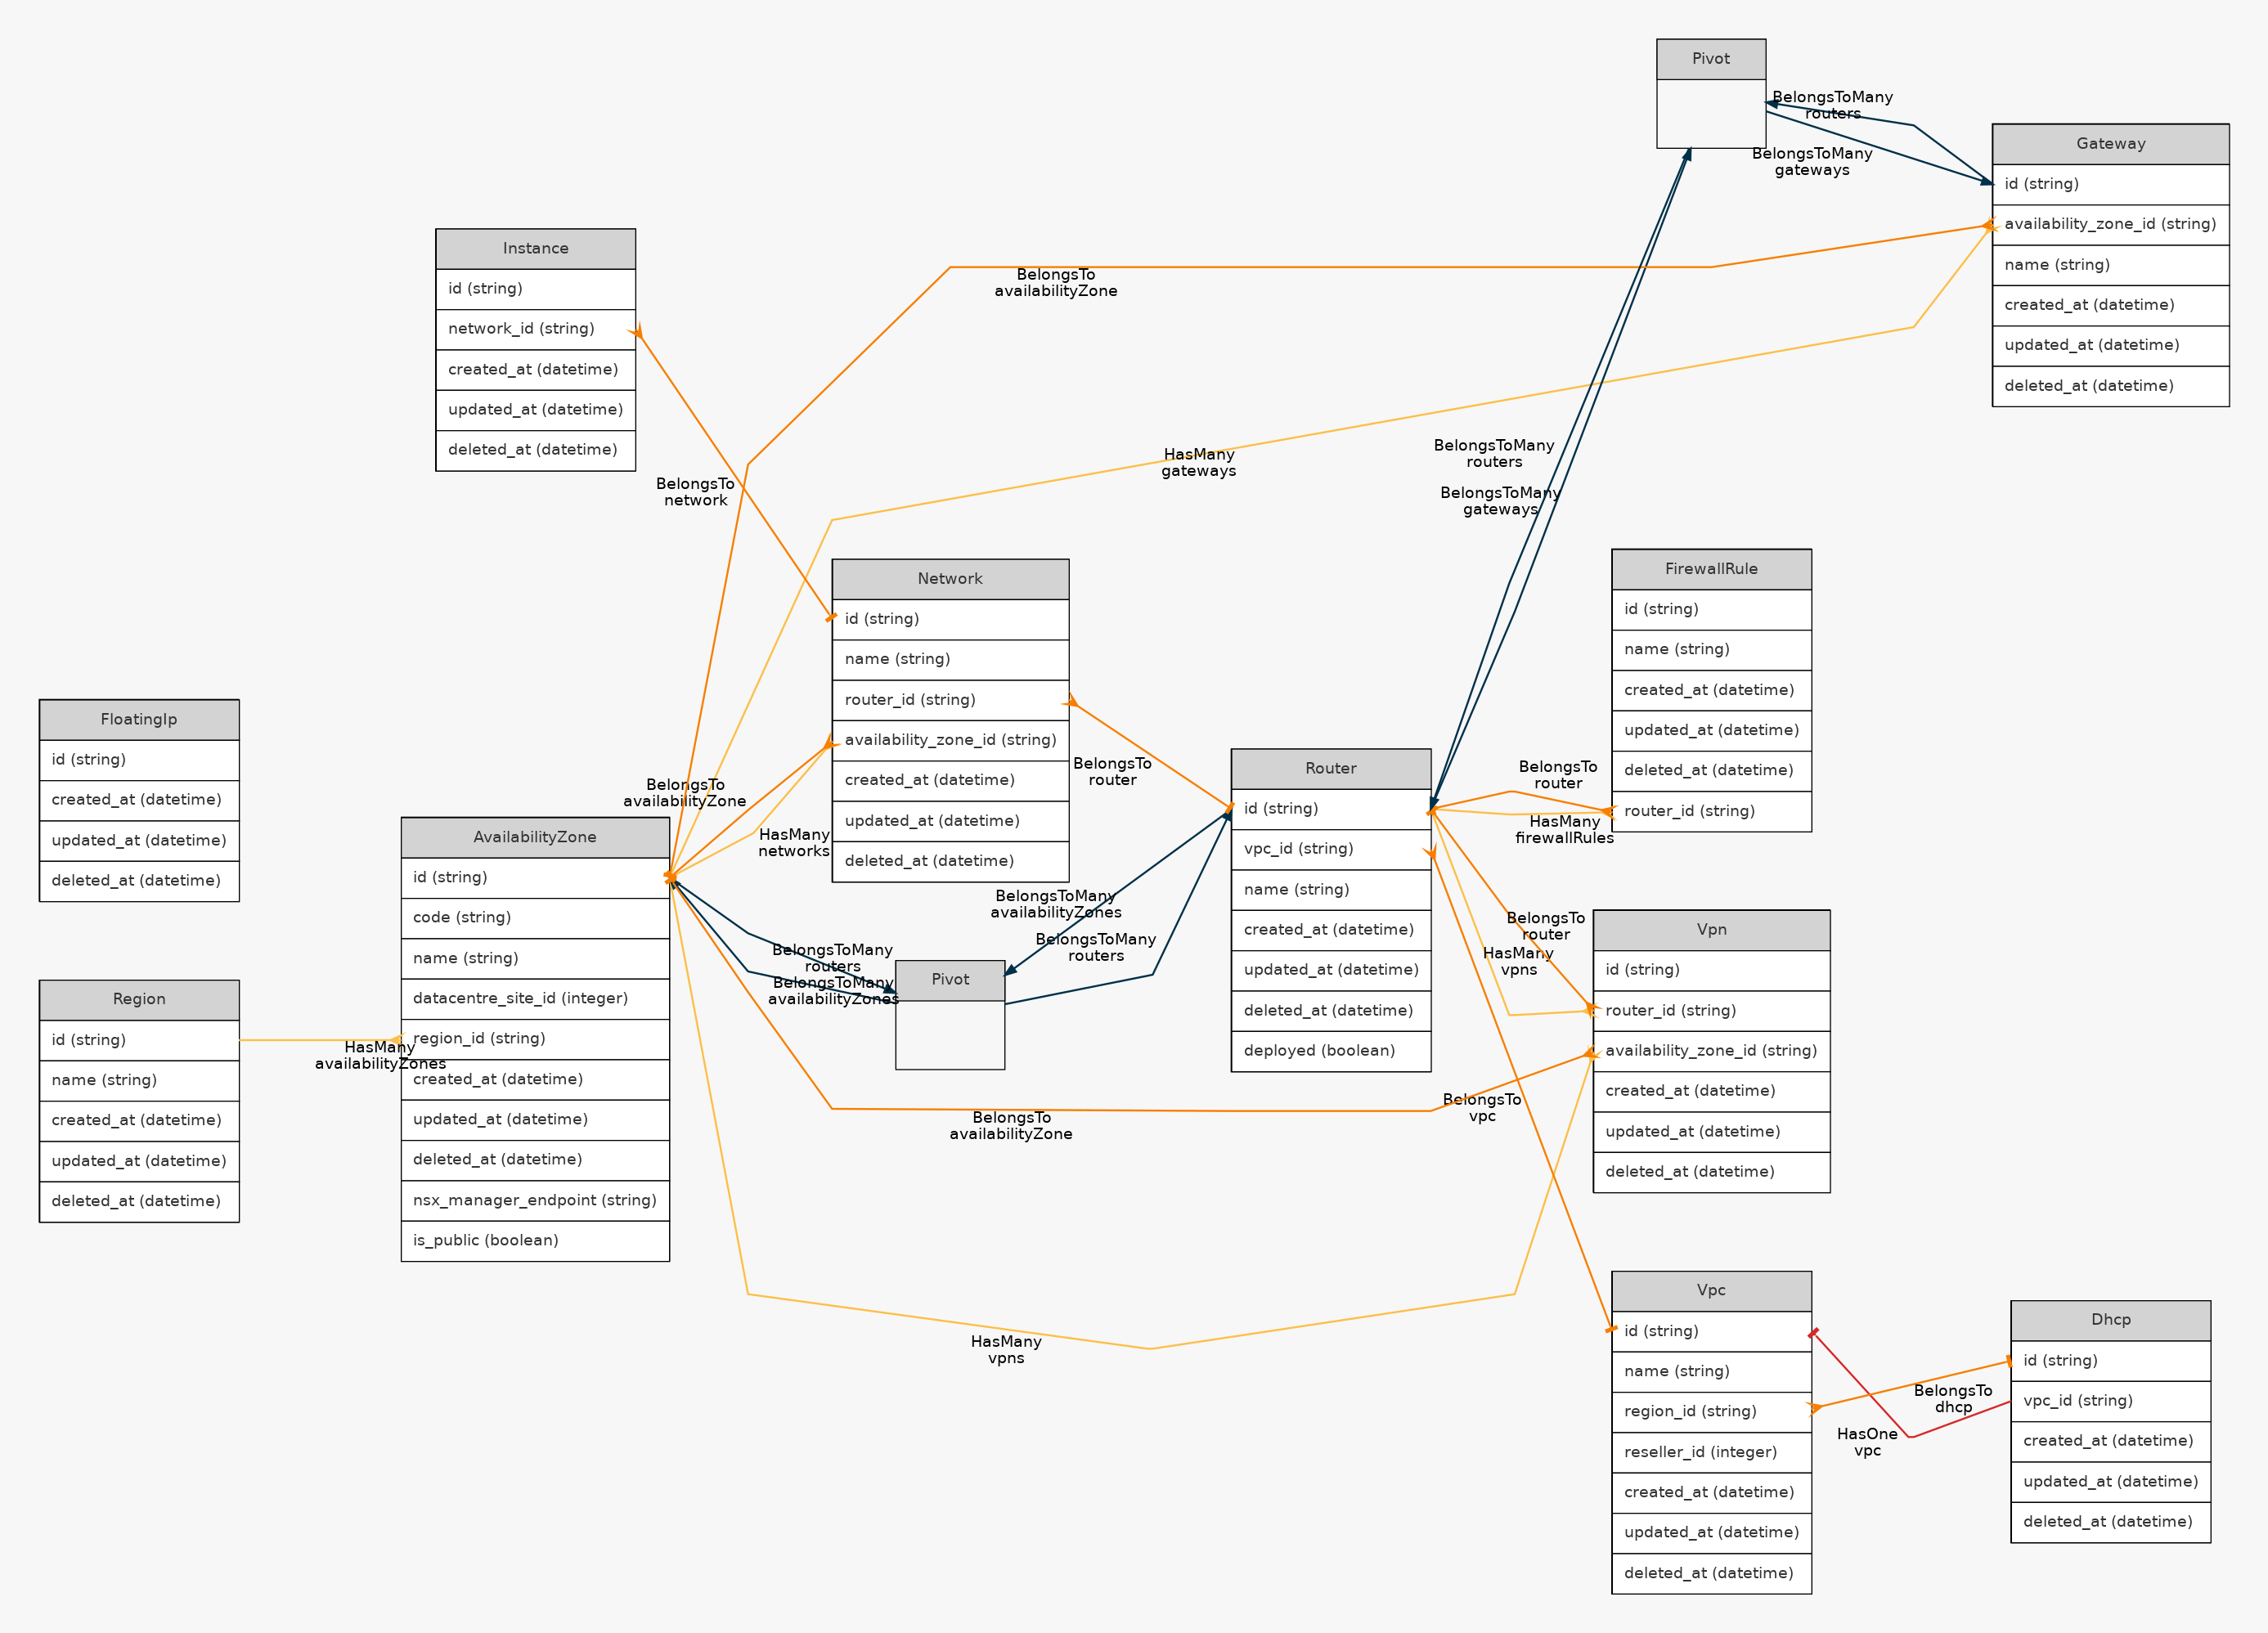 Pivot
BelongsToMany
routers
BelongsToMany
gateways
Gateway
id (string)
availability_zone_id (string)
name (string)
created_at (datetime)
updated_at (datetime)
deleted_at (datetime)
Instance
id (string)
network_id (string)
created_at (datetime)
updated_at (datetime)
deleted_at (datetime)
BelongsTo
availabilityZone
BelongsTo
network
HasMany
gateways
BelongsToMany
routers
BelongsToMany
gateways
Network
id (string)
name (string)
router_id (string)
availability_zone_id (string)
created_at (datetime)
updated_at (datetime)
deleted_at (datetime)
FirewallRule
id (string)
name (string)
created_at (datetime)
updated_at (datetime)
deleted_at (datetime)
router_id (string)
FloatingIp
id (string)
created_at (datetime)
updated_at (datetime)
deleted_at (datetime)
BelongsTo
availabilityZone
HasMany
networks
BelongsTo
router
Router
id (string)
vpc_id (string)
name (string)
created_at (datetime)
updated_at (datetime)
deleted_at (datetime)
deployed (boolean)
BelongsTo
router
HasMany
firewallRules
AvailabilityZone
id (string)
code (string)
name (string)
datacentre_site_id (integer)
region_id (string)
created_at (datetime)
updated_at (datetime)
deleted_at (datetime)
nsx_manager_endpoint (string)
is_public (boolean)
BelongsToMany
availabilityZones
BelongsToMany
routers
BelongsToMany
routers
BelongsToMany
availabilityZones
Pivot
BelongsTo
router
HasMany
vpns
Vpn
id (string)
router_id (string)
availability_zone_id (string)
created_at (datetime)
updated_at (datetime)
deleted_at (datetime)
Region
id (string)
name (string)
created_at (datetime)
updated_at (datetime)
deleted_at (datetime)
HasMany
availabilityZones
BelongsTo
availabilityZone
BelongsTo
vpc
HasMany
vpns
Vpc
id (string)
name (string)
region_id (string)
reseller_id (integer)
created_at (datetime)
updated_at (datetime)
deleted_at (datetime)
BelongsTo
dhcp
HasOne
vpc
Dhcp
id (string)
vpc_id (string)
created_at (datetime)
updated_at (datetime)
deleted_at (datetime)